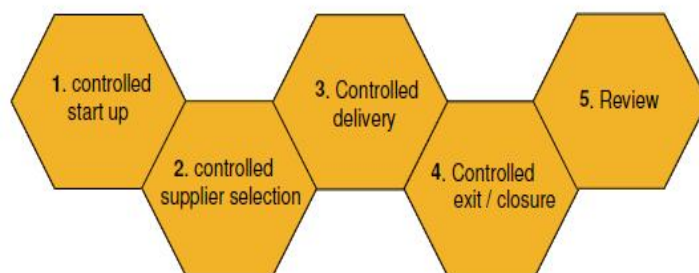 1. controlled
start up
2. controlled
supplier selection
3. Controlled
delivery
4. Controlled
exit / closure
5. Review